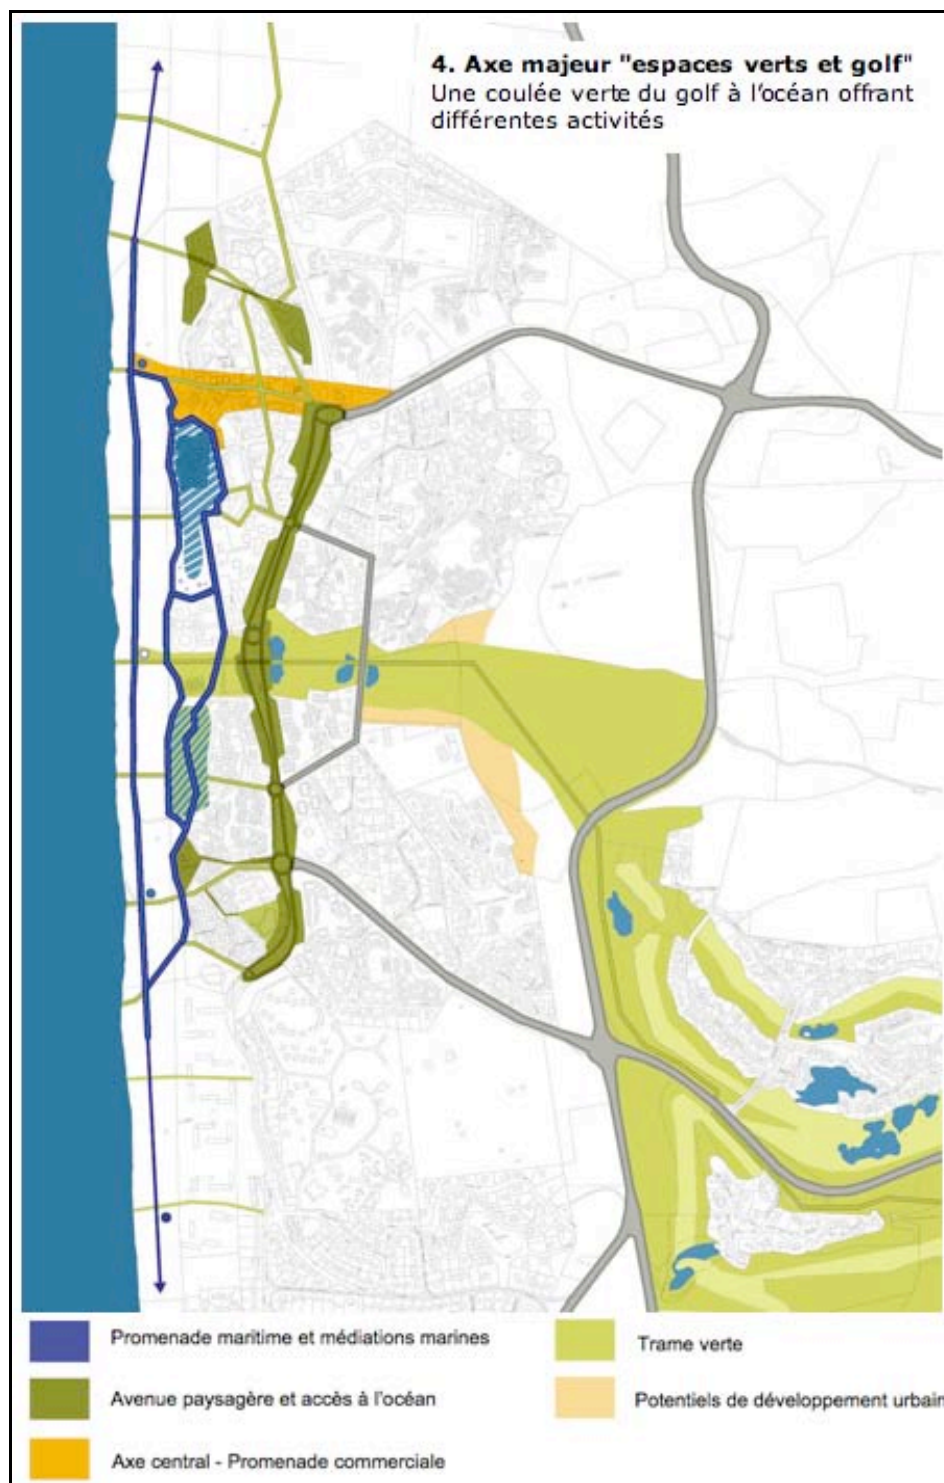 4. Axe majeur "espaces verts et golf"
Une coulée verte du golf à l'océan offrant
différentes activités
Promenade maritime et médiations marines
Trame verte
Avenue paysagère et accès à l'océan
Potentiels de développement urbain
Axe central - Promenade commerciale